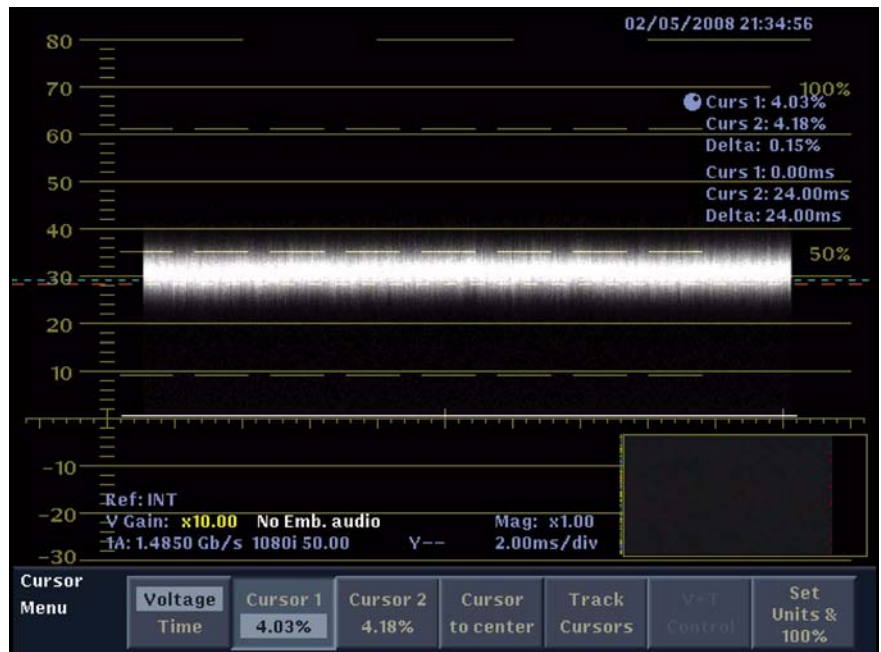 02/05/2008 21:34:56
80
70
100%
Curs 1: 4.03%
Curs 2: 4.18%
60
Delta: 0.15%
Curs 1: 0.00ms
50
Curs 2: 24.00ms
Delta: 24.00ms
40
50%
30
20
10
-10
Ref: INT
-20
V Gain: x10.00 No Emb. audio Mag: x1.00
1A: 1.4850 Gb/s 1080i 50.00 Y-- 2.00ms/div
-30
Cursor
Menu
Voltage
Time
Cursor 1
4.03%
Cursor 2
4.18%
Cursor
to center
Track
Cursors
V+T
Control
Set
Units &
100%